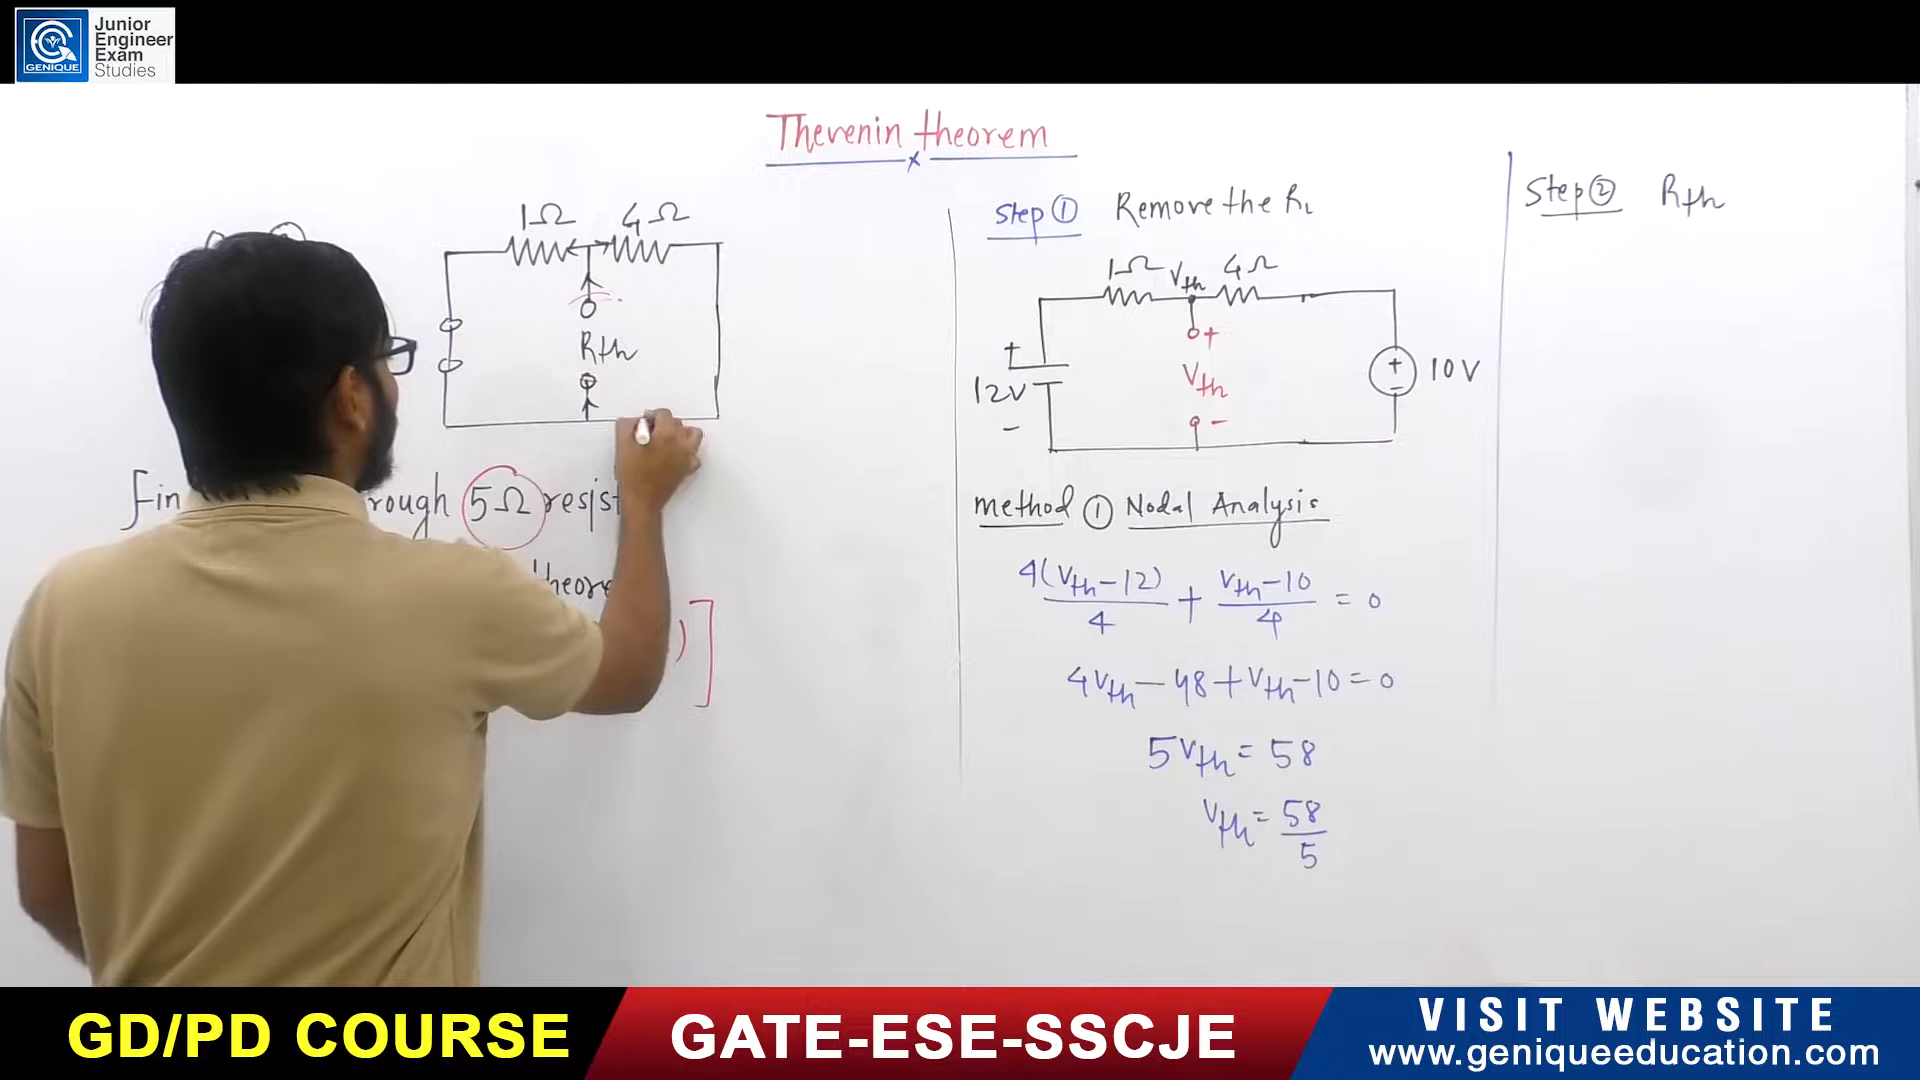 Junior
Engineer
Exam
Studies
GENIQUE
Thevenin theorem
1Ω 4Ω
Rth
Fin rough 5Ω resist
theore
)]
Step ① Remove the RL
1Ω Vth 4Ω
+
+
12V Vth + 10V
-
- -
method ① Nodal Analysis
4(Vth-12)/4 + Vth-10/4 = 0
4Vth - 48 + Vth - 10 = 0
5Vth = 58
Vth = 58/5
Step ② Rth
GD/PD COURSE
GATE-ESE-SSCJE
VISIT WEBSITE
www.geniqueeducation.com